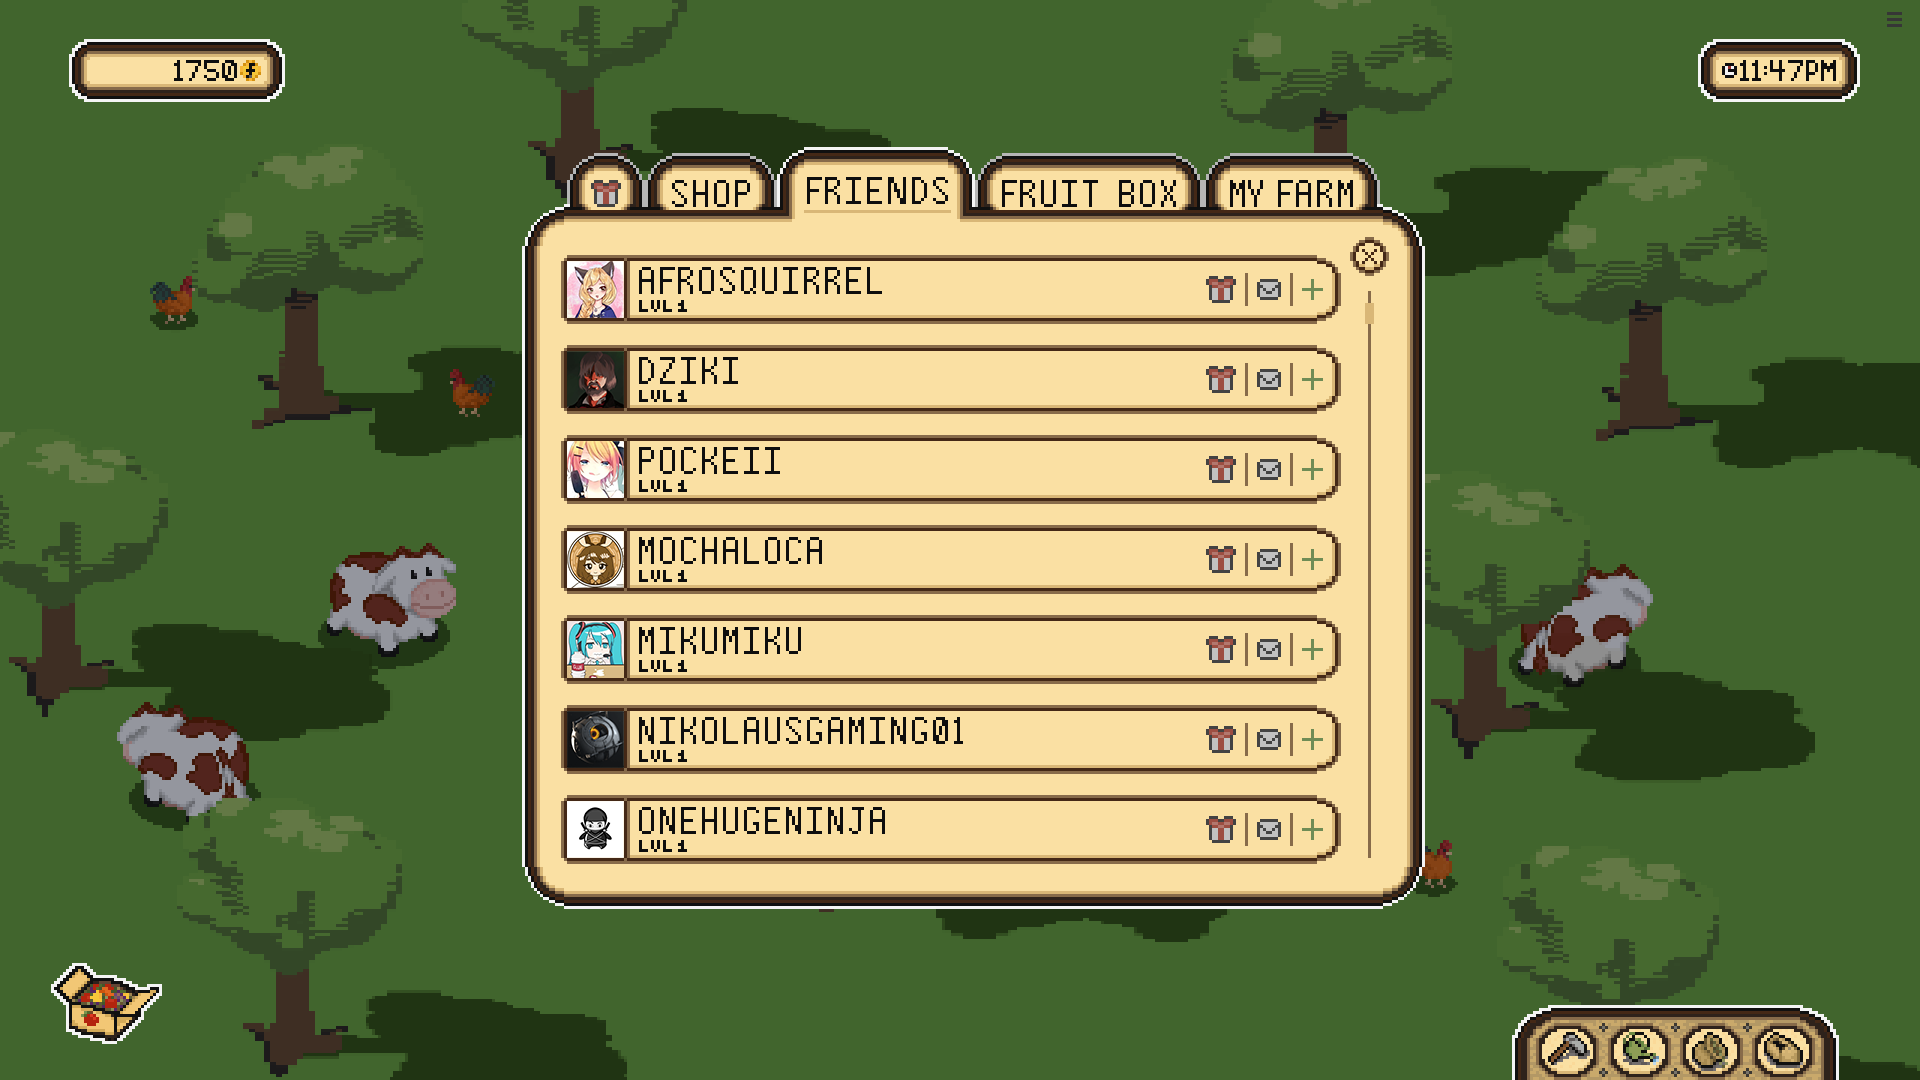 1750
11:47PM
SHOP
FRIENDS
FRUIT BOX
MY FARM
AFROSQUIRREL
LVL 1
DZIKI
LVL 1
POCKEII
LVL 1
MOCHALOCA
LVL 1
MIKUMIKU
LVL 1
NIKOLAUSGAMING01
LVL 1
ONEHUGENINJA
LVL 1